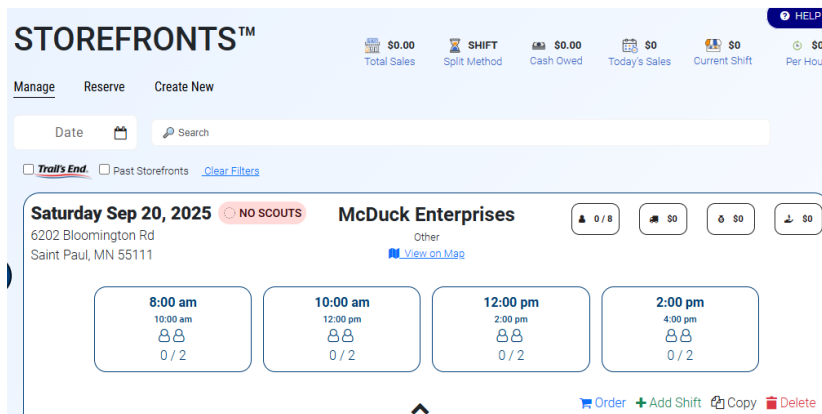 HELP
STOREFRONTS™
$0.00 SHIFT $0.00 $0 $0 $0
Total Sales Split Method Cash Owed Today's Sales Current Shift Per Hou
Manage Reserve Create New
Date Search
Trail's End. Past Storefronts Clear Filters
Saturday Sep 20, 2025 NO SCOUTS McDuck Enterprises 0 / 8 $0 $0 $0
6202 Bloomington Rd Other
Saint Paul, MN 55111 View on Map
8:00 am 10:00 am 12:00 pm 2:00 pm
10:00 am 12:00 pm 2:00 pm 4:00 pm
0 / 2 0 / 2 0 / 2 0 / 2
Order Add Shift Copy Delete